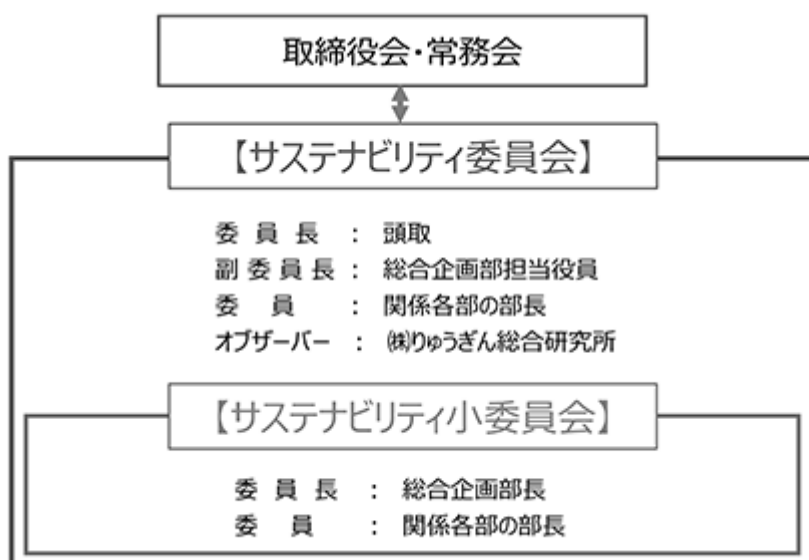 取締役会・常務会
【サステナビリティ委員会】
委員長 : 頭取
副委員長 : 総合企画部担当役員
委員 : 関係各部の部長
オブザーバー : ㈱りゅうぎん総合研究所
【サステナビリティ小委員会】
委員長 : 総合企画部長
委員 : 関係各部の部長